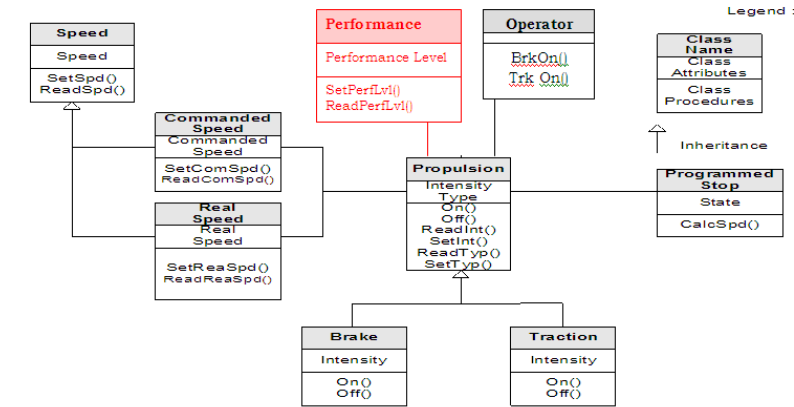 Legend :
Speed
Speed
SetSpd()
ReadSpd()
Performance
Performance Level
SetPerfLvl()
ReadPerfLvl()
Operator
BrkOn()
Trk On()
Class
Name
Class
Attributes
Class
Procedures
Inheritance
Commanded
Speed
Commanded
Speed
SetComSpd()
ReadComSpd()
Real
Speed
Real
Speed
SetReaSpd()
ReadReaSpd()
Propulsion
Intensity
Type
On()
Off()
ReadInt()
SetInt()
ReadTyp()
SetTyp()
Programmed
Stop
State
CalcSpd()
Brake
Intensity
On()
Off()
Traction
Intensity
On()
Off()